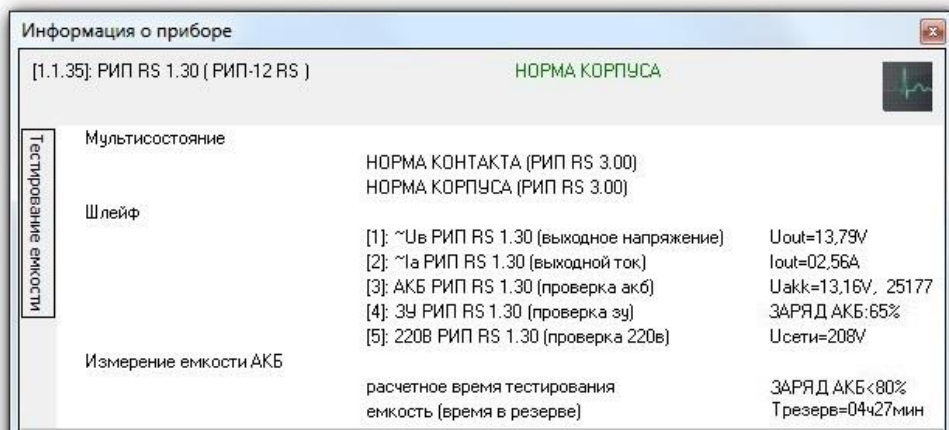 Информация о приборе
[1.1.35]: РИП RS 1.30 ( РИП-12 RS ) НОРМА КОРПУСА
Тестирование емкости
Мультисостояние
НОРМА КОНТАКТА (РИП RS 3.00)
НОРМА КОРПУСА (РИП RS 3.00)
Шлейф
[1]: ~Uв РИП RS 1.30 (выходное напряжение) Uout=13,79V
[2]: ~Ia РИП RS 1.30 (выходной ток) Iout=02,56A
[3]: АКБ РИП RS 1.30 (проверка акб) Uakk=13,16V, 25177
[4]: ЗУ РИП RS 1.30 (проверка зу) ЗАРЯД АКБ:65%
[5]: 220В РИП RS 1.30 (проверка 220в) Uсети=208V
Измерение емкости АКБ
расчетное время тестирования ЗАРЯД АКБ<80%
емкость (время в резерве) Tрезерв=04ч27мин